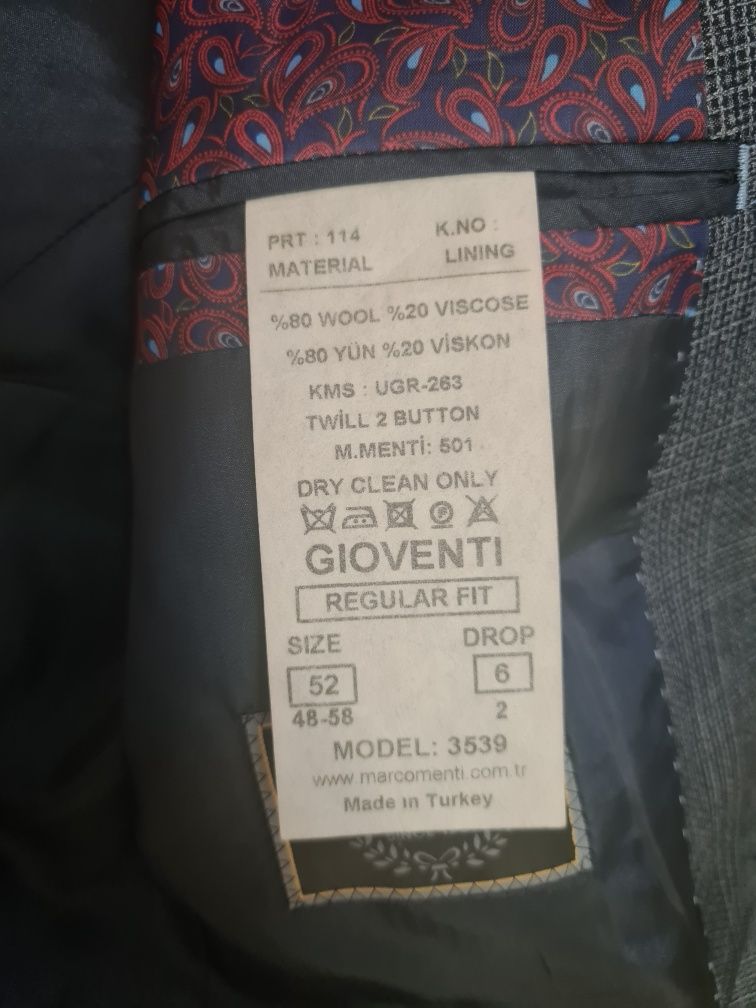 PRT : 114 K.NO :
MATERIAL LINING
%80 WOOL %20 VISCOSE
%80 YÜN %20 VİSKON
KMS : UGR-263
TWİLL 2 BUTTON
M.MENTİ: 501
DRY CLEAN ONLY
GIOVENTI
REGULAR FIT
SIZE DROP
52 6
48-58 2
MODEL: 3539
www.marcomenti.com.tr
Made ın Turkey